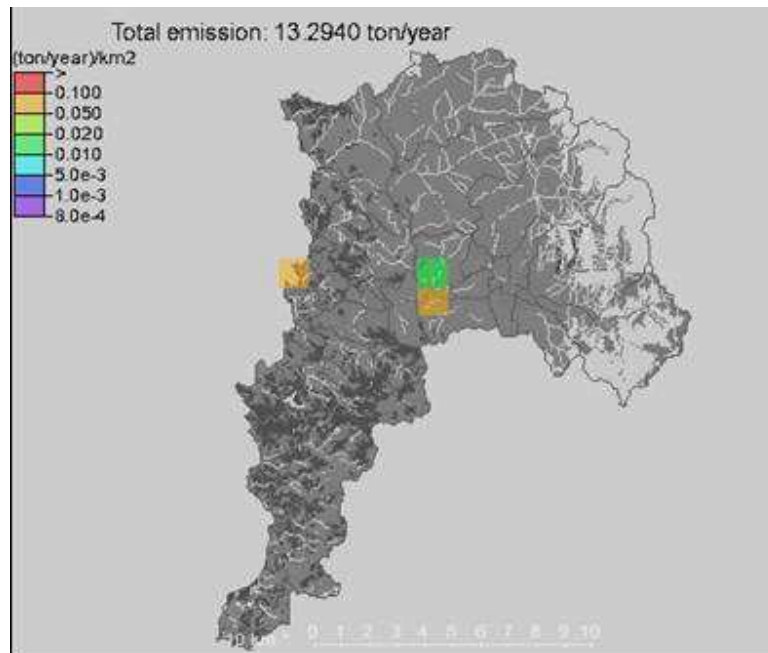 Total emission: 13.2940 ton/year
(ton/year)/km2
>
0.100
0.050
0.020
0.010
5.0e-3
1.0e-3
8.0e-4
0 1 2 3 4 5 6 7 8 9 10